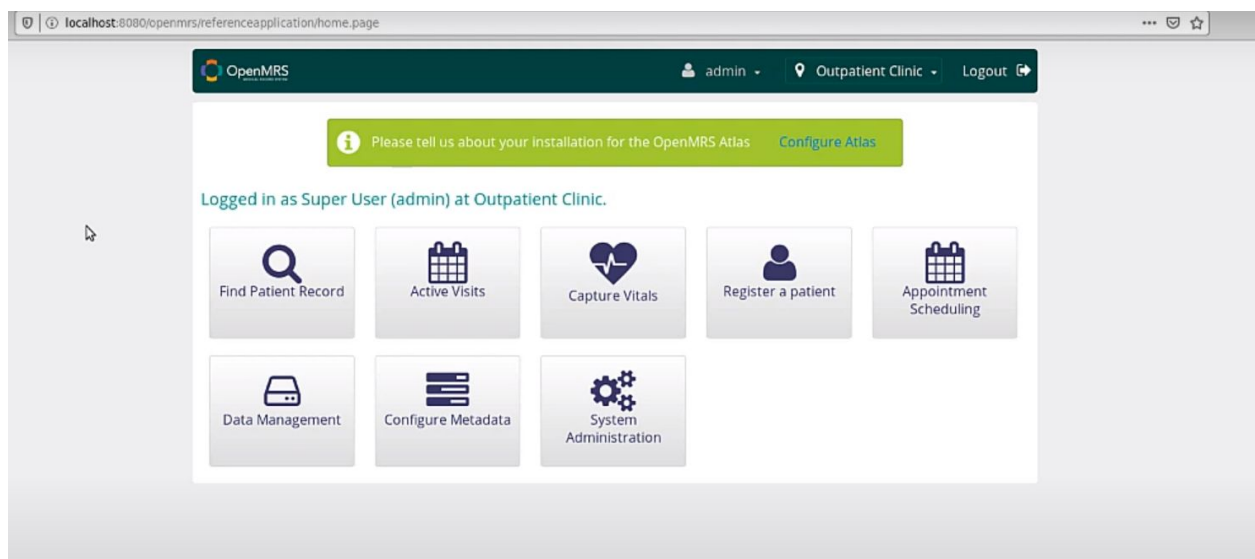 localhost:8080/openmrs/referenceapplication/home.page
OpenMRS
admin
Outpatient Clinic
Logout
Please tell us about your installation for the OpenMRS Atlas Configure Atlas
Logged in as Super User (admin) at Outpatient Clinic.
Find Patient Record
Active Visits
Capture Vitals
Register a patient
Appointment
Scheduling
Data Management
Configure Metadata
System
Administration